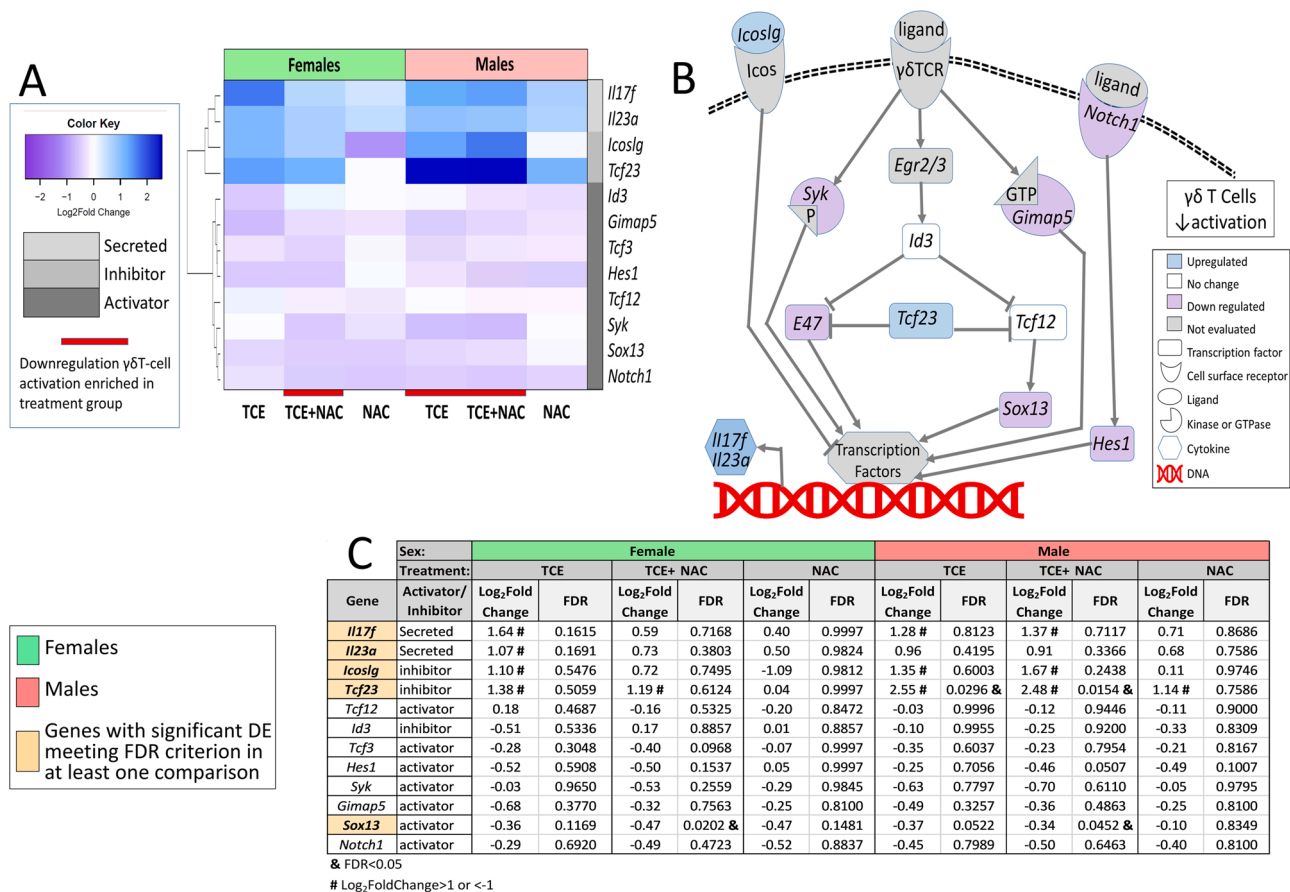 A
Females Males
Color Key
−2 −1 0 1 2
Log2Fold Change
Secreted
Inhibitor
Activator
Downregulation γδT-cell
activation enriched in
treatment group
Il17f
Il23a
Icoslg
Tcf23
Id3
Gimap5
Tcf3
Hes1
Tcf12
Syk
Sox13
Notch1
TCE TCE+NAC NAC TCE TCE+NAC NAC
B
Icoslg
Icos
ligand
γδTCR
ligand
Notch1
Syk
P
Egr2/3
GTP
Gimap5
Id3
E47
Tcf23
Tcf12
Sox13
Hes1
Il17f
Il23a
Transcription
Factors
γδ T Cells
↓activation
Upregulated
No change
Down regulated
Not evaluated
Transcription factor
Cell surface receptor
Ligand
Kinase or GTPase
Cytokine
DNA
Females
Males
Genes with significant DE
meeting FDR criterion in
at least one comparison
C
Sex: Female Male
Treatment: TCE TCE+ NAC NAC TCE TCE+ NAC NAC
Gene Activator/ Log2Fold FDR Log2Fold FDR Log2Fold FDR Log2Fold FDR Log2Fold FDR Log2Fold FDR
Inhibitor Change Change Change Change Change Change
Il17f Secreted 1.64 # 0.1615 0.59 0.7168 0.40 0.9997 1.28 # 0.8123 1.37 # 0.7117 0.71 0.8686
Il23a Secreted 1.07 # 0.1691 0.73 0.3803 0.50 0.9824 0.96 0.4195 0.91 0.3366 0.68 0.7586
Icoslg inhibitor 1.10 # 0.5476 0.72 0.7495 -1.09 0.9812 1.35 # 0.6003 1.67 # 0.2438 0.11 0.9746
Tcf23 inhibitor 1.38 # 0.5059 1.19 # 0.6124 0.04 0.9997 2.55 # 0.0296 & 2.48 # 0.0154 & 1.14 # 0.7586
Tcf12 activator 0.18 0.4687 -0.16 0.5325 -0.20 0.8472 -0.03 0.9996 -0.12 0.9446 -0.11 0.9000
Id3 inhibitor -0.51 0.5336 0.17 0.8857 0.01 0.8857 -0.10 0.9955 -0.25 0.9200 -0.33 0.8309
Tcf3 activator -0.28 0.3048 -0.40 0.0968 -0.07 0.9997 -0.35 0.6037 -0.23 0.7954 -0.21 0.8167
Hes1 activator -0.52 0.5908 -0.50 0.1537 0.05 0.9997 -0.25 0.7056 -0.46 0.0507 -0.49 0.1007
Syk activator -0.03 0.9650 -0.53 0.2559 -0.29 0.9845 -0.63 0.7797 -0.70 0.6110 -0.05 0.9795
Gimap5 activator -0.68 0.3770 -0.32 0.7563 -0.25 0.8100 -0.49 0.3257 -0.36 0.4863 -0.25 0.8100
Sox13 activator -0.36 0.1169 -0.47 0.0202 & -0.47 0.1481 -0.37 0.0522 -0.34 0.0452 & -0.10 0.8349
Notch1 activator -0.29 0.6920 -0.49 0.4723 -0.52 0.8837 -0.45 0.7989 -0.50 0.6463 -0.40 0.8100
& FDR<0.05
# Log2FoldChange>1 or <-1